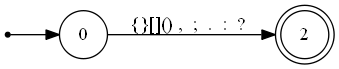 0 {}[]() , ; . : ? 2